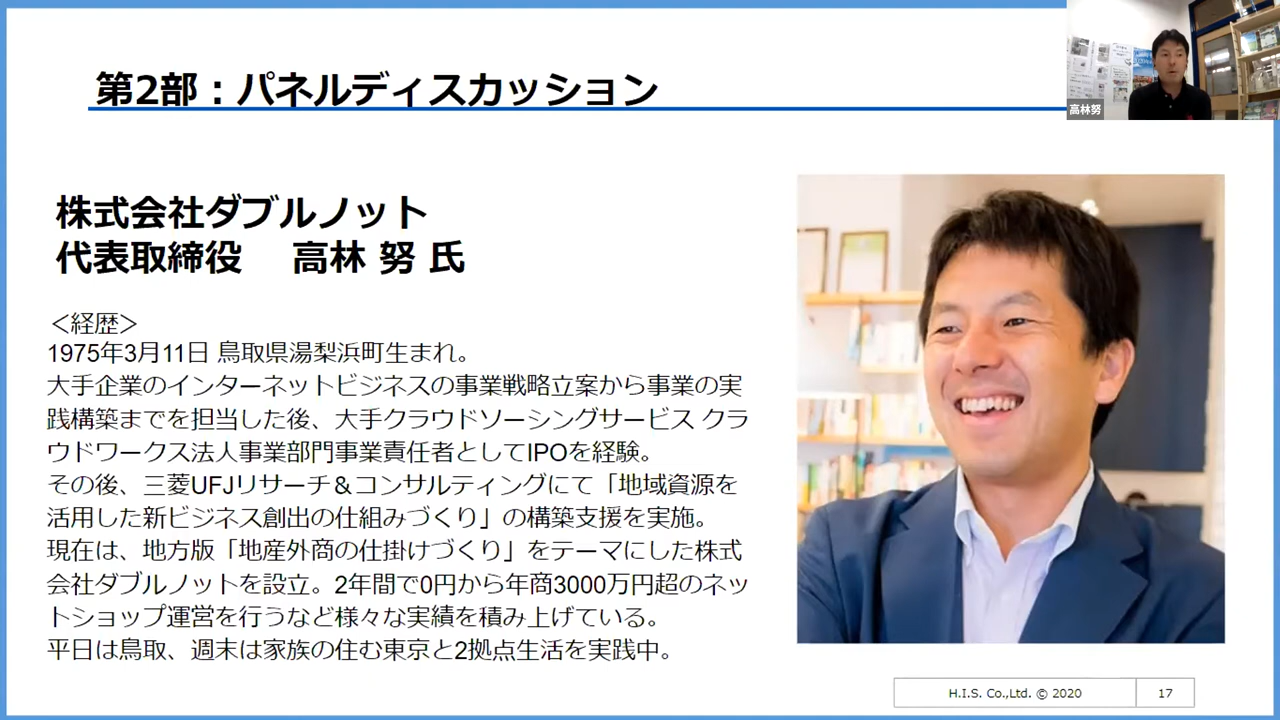 第2部：パネルディスカッション
高林努
株式会社ダブルノット
代表取締役　高林 努 氏
＜経歴＞
1975年3月11日 鳥取県湯梨浜町生まれ。
大手企業のインターネットビジネスの事業戦略立案から事業の実
践構築までを担当した後、大手クラウドソーシングサービス クラ
ウドワークス法人事業部門事業責任者としてIPOを経験。
その後、三菱UFJリサーチ＆コンサルティングにて「地域資源を
活用した新ビジネス創出の仕組みづくり」の構築支援を実施。
現在は、地方版「地産外商の仕掛けづくり」をテーマにした株式
会社ダブルノットを設立。2年間で0円から年商3000万円超のネッ
トショップ運営を行うなど様々な実績を積み上げている。
平日は鳥取、週末は家族の住む東京と2拠点生活を実践中。
H.I.S. Co.,Ltd. © 2020
17